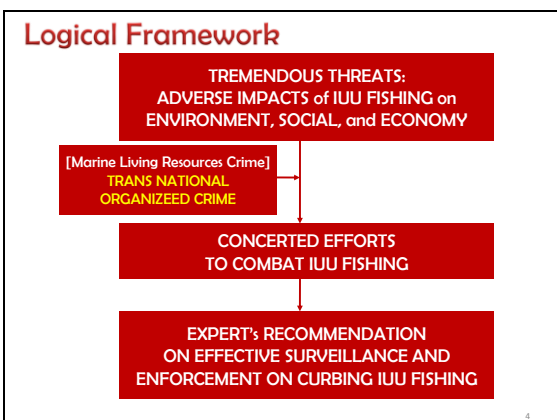 Logical Framework
TREMENDOUS THREATS:
ADVERSE IMPACTS of IUU FISHING on
ENVIRONMENT, SOCIAL, and ECONOMY
[Marine Living Resources Crime]
TRANS NATIONAL
ORGANIZEED CRIME
CONCERTED EFFORTS
TO COMBAT IUU FISHING
EXPERT's RECOMMENDATION
ON EFFECTIVE SURVEILLANCE AND
ENFORCEMENT ON CURBING IUU FISHING
4